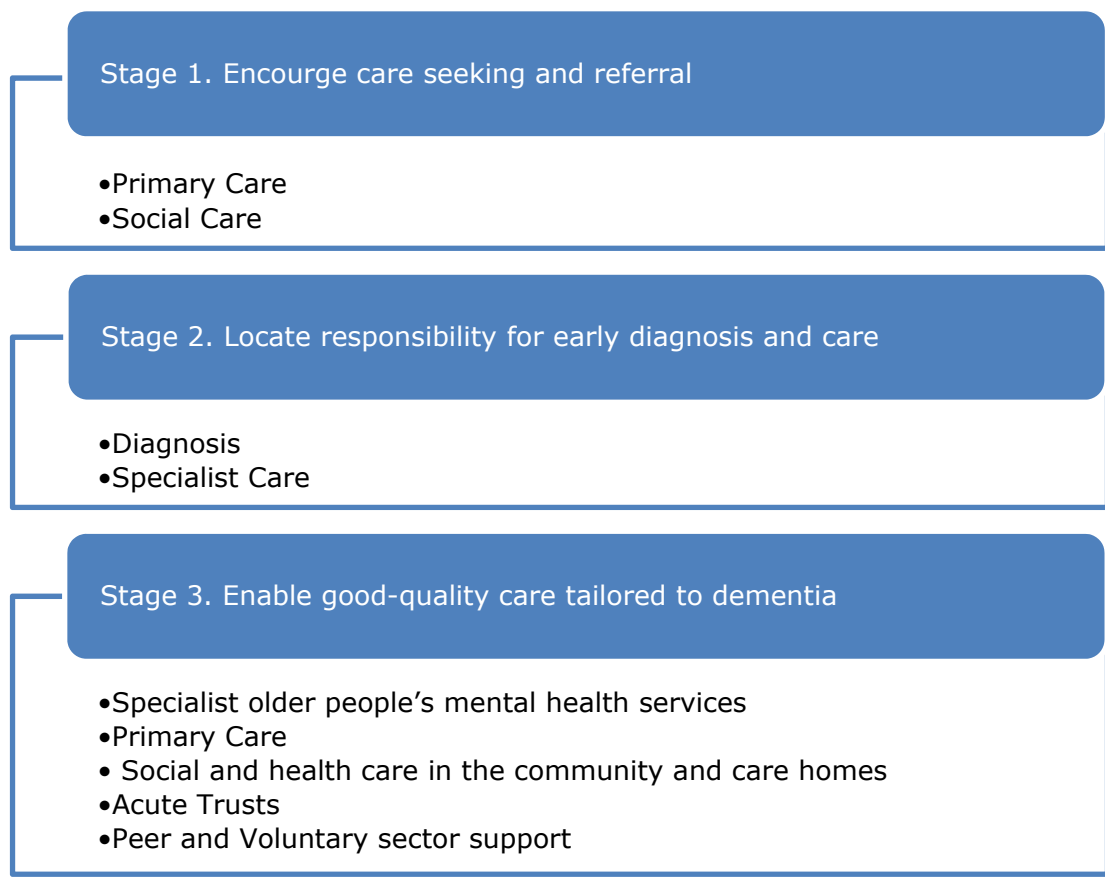 Stage 1. Encourge care seeking and referral
•Primary Care
•Social Care
Stage 2. Locate responsibility for early diagnosis and care
•Diagnosis
•Specialist Care
Stage 3. Enable good-quality care tailored to dementia
•Specialist older people’s mental health services
•Primary Care
• Social and health care in the community and care homes
•Acute Trusts
•Peer and Voluntary sector support